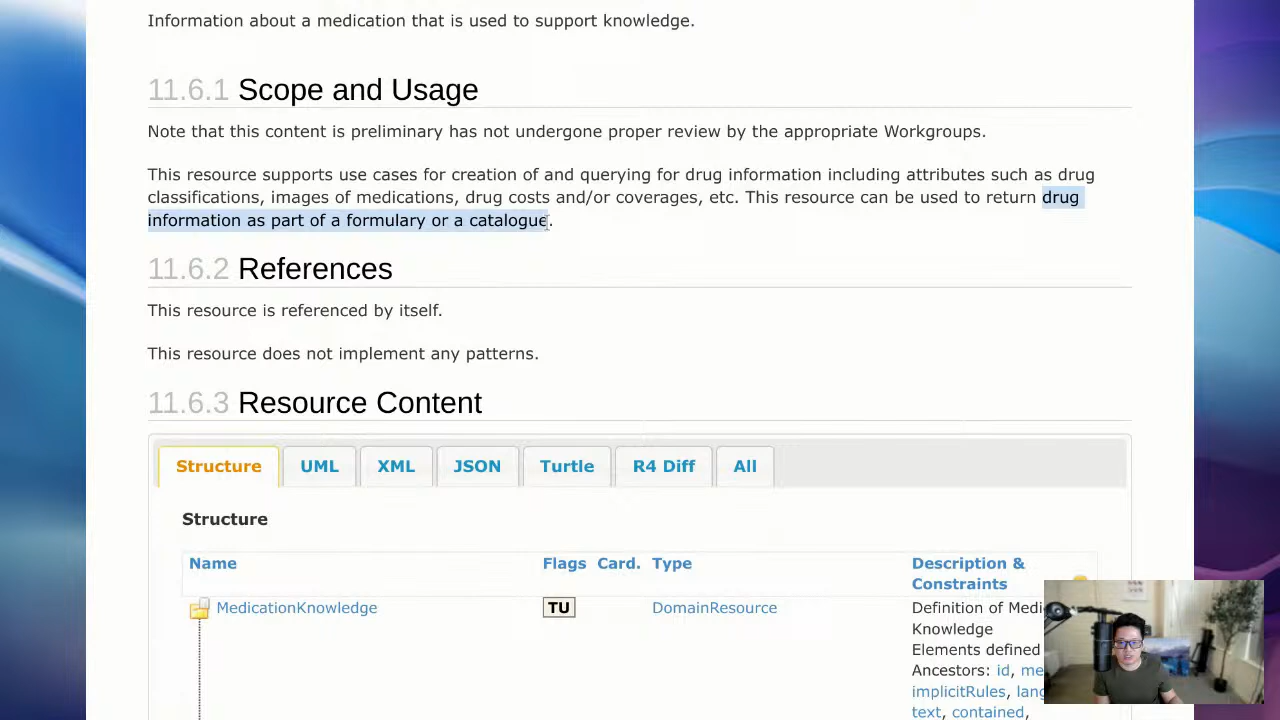 Information about a medication that is used to support knowledge.
11.6.1 Scope and Usage
Note that this content is preliminary has not undergone proper review by the appropriate Workgroups.
This resource supports use cases for creation of and querying for drug information including attributes such as drug
classifications, images of medications, drug costs and/or coverages, etc. This resource can be used to return drug
information as part of a formulary or a catalogue.
11.6.2 References
This resource is referenced by itself.
This resource does not implement any patterns.
11.6.3 Resource Content
Structure UML XML JSON Turtle R4 Diff All
Structure
Name Flags Card. Type Description &
Constraints
MedicationKnowledge TU DomainResource Definition of
Knowledge
Elements defined
Ancestors: id,
implicitRules,
text, contained,